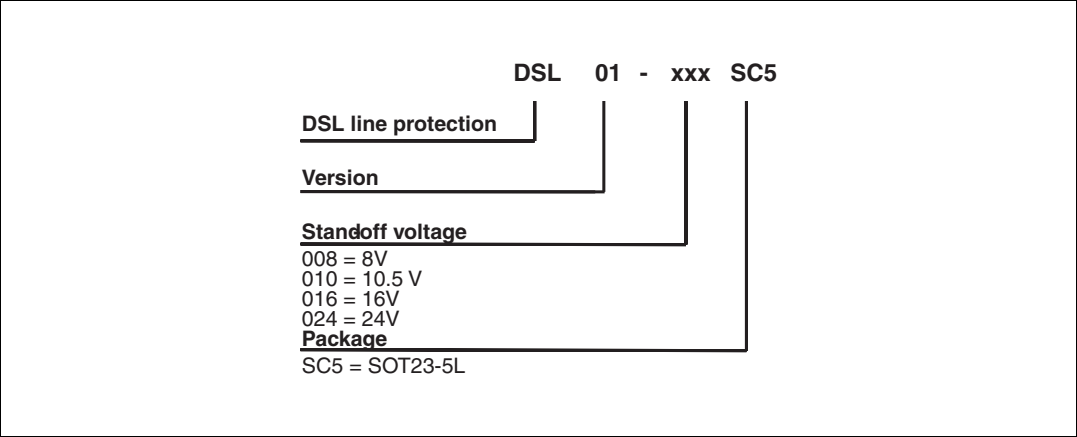 DSL 01 - xxx SC5
DSL line protection
Version
Standoff voltage
008 = 8V
010 = 10.5 V
016 = 16V
024 = 24V
Package
SC5 = SOT23-5L